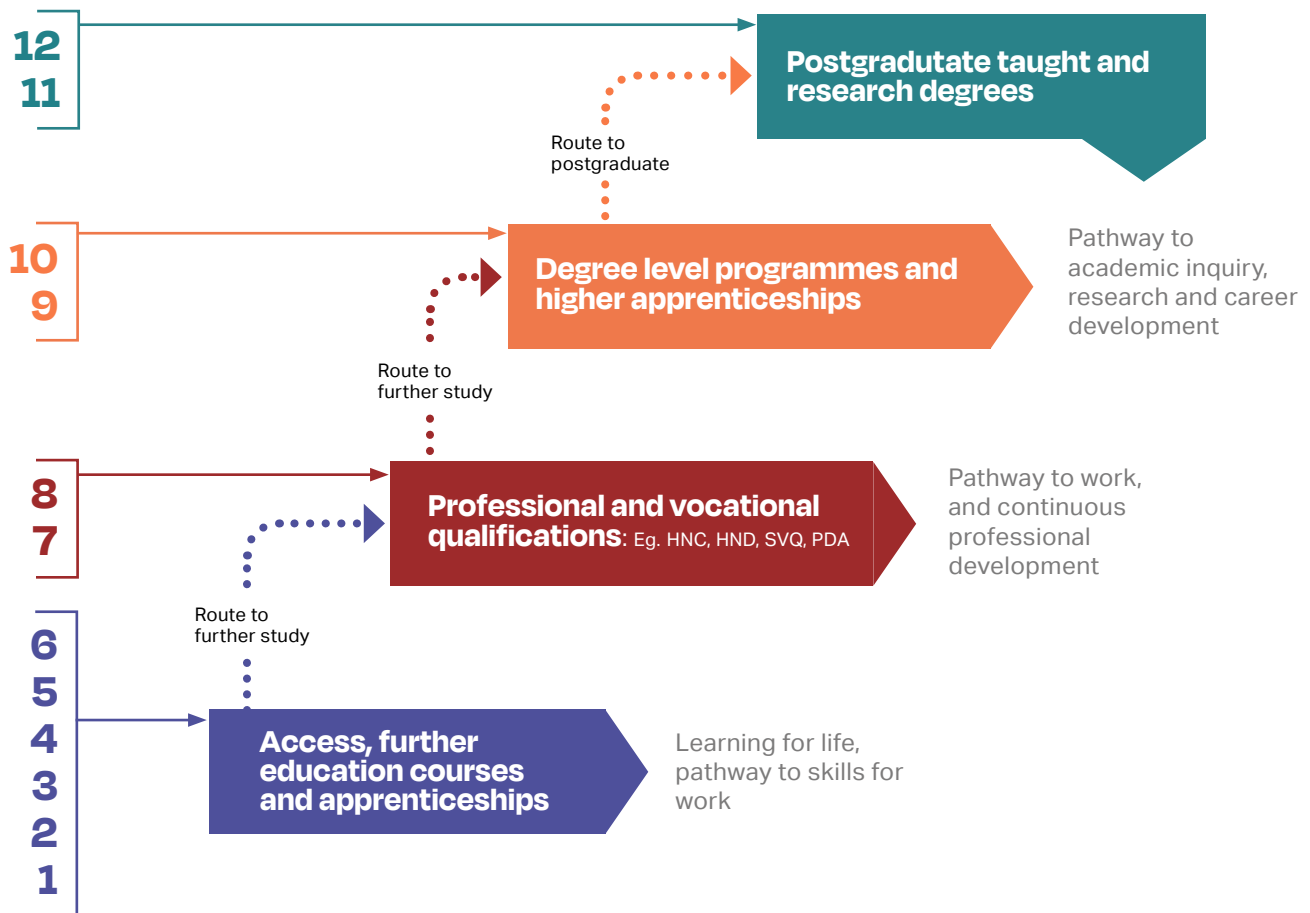 12
11
Postgradutate taught and
research degrees
Route to
postgraduate
10
9
Degree level programmes and
higher apprenticeships
Pathway to
academic inquiry,
research and career
development
Route to
further study
8
7
Professional and vocational
qualifications: Eg. HNC, HND, SVQ, PDA
Pathway to work,
and continuous
professional
development
Route to
further study
6
5
4
3
2
1
Access, further
education courses
and apprenticeships
Learning for life,
pathway to skills for
work